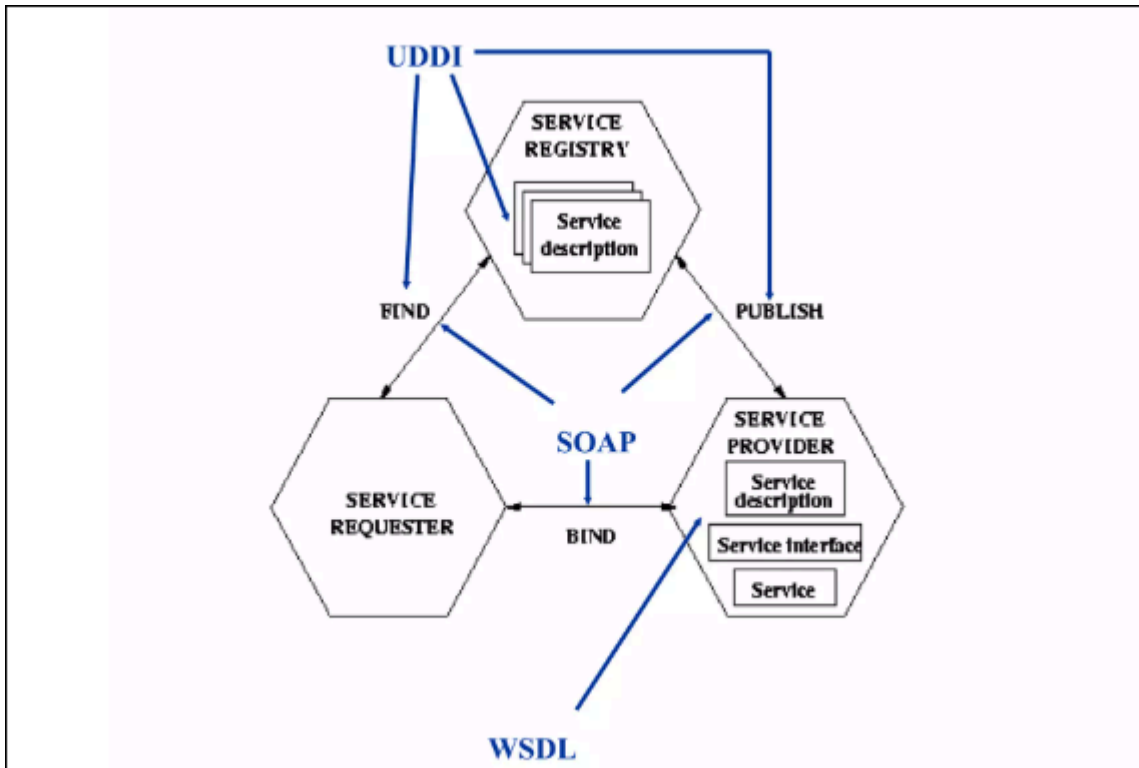 UDDI
SERVICE
REGISTRY
Service
description
FIND
PUBLISH
SOAP
SERVICE
REQUESTER
BIND
SERVICE
PROVIDER
Service
description
Service interface
Service
WSDL